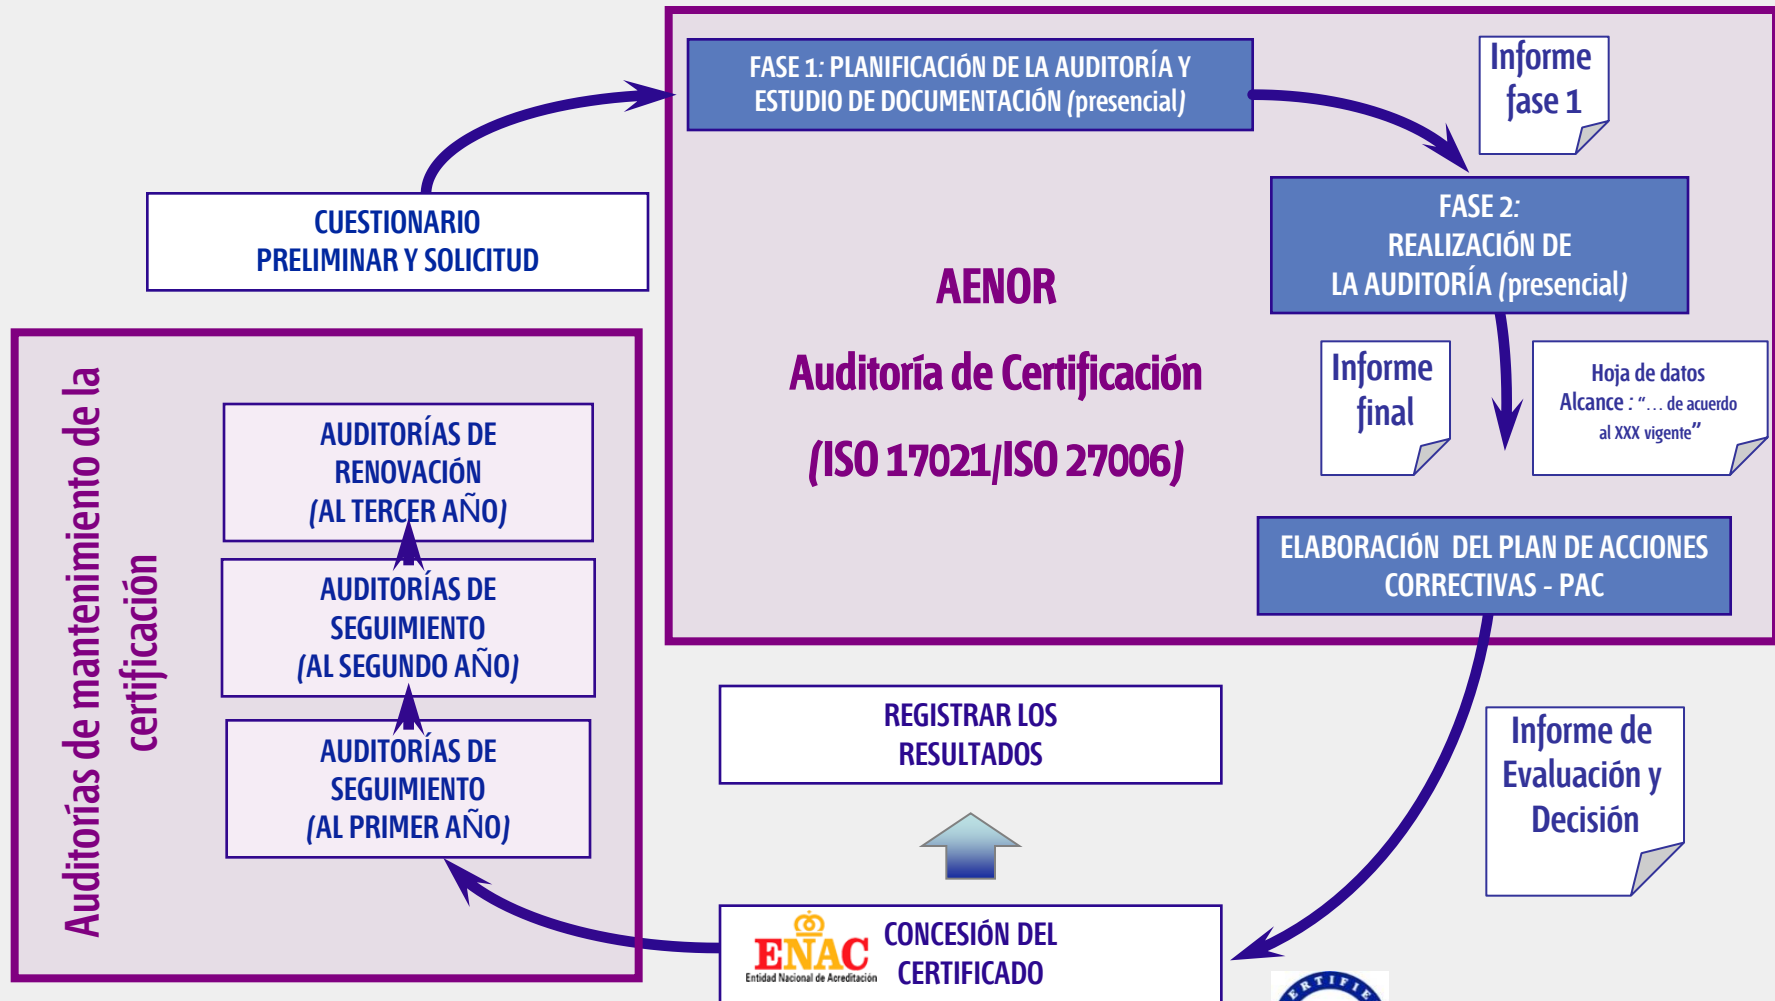 FASE 1: PLANIFICACIÓN DE LA AUDITORÍA Y
ESTUDIO DE DOCUMENTACIÓN (presencial)
Informe
fase 1
CUESTIONARIO
PRELIMINAR Y SOLICITUD
FASE 2:
REALIZACIÓN DE
LA AUDITORÍA (presencial)
AENOR
Auditoría de Certificación
(ISO 17021/ISO 27006)
Informe
final
Hoja de datos
Alcance : “... de acuerdo
al XXX vigente”
ELABORACIÓN DEL PLAN DE ACCIONES
CORRECTIVAS - PAC
Auditorías de mantenimiento de la
certificación
AUDITORÍAS DE
RENOVACIÓN
(AL TERCER AÑO)
AUDITORÍAS DE
SEGUIMIENTO
(AL SEGUNDO AÑO)
AUDITORÍAS DE
SEGUIMIENTO
(AL PRIMER AÑO)
REGISTRAR LOS
RESULTADOS
Informe de
Evaluación y
Decisión
ENAC
Entidad Nacional de Acreditación
CONCESIÓN DEL
CERTIFICADO